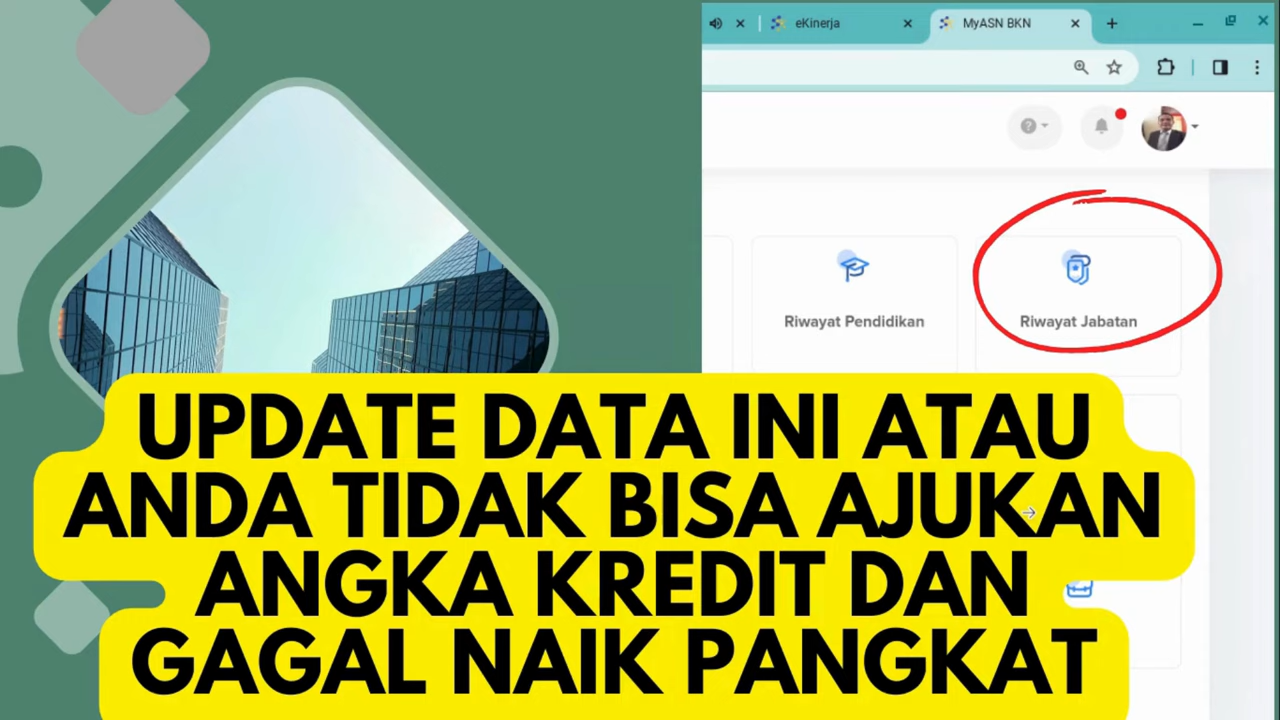 eKinerja
MyASN BKN
Riwayat Pendidikan
Riwayat Jabatan
UPDATE DATA INI ATAU
ANDA TIDAK BISA AJUKAN
ANGKA KREDIT DAN
GAGAL NAIK PANGKAT